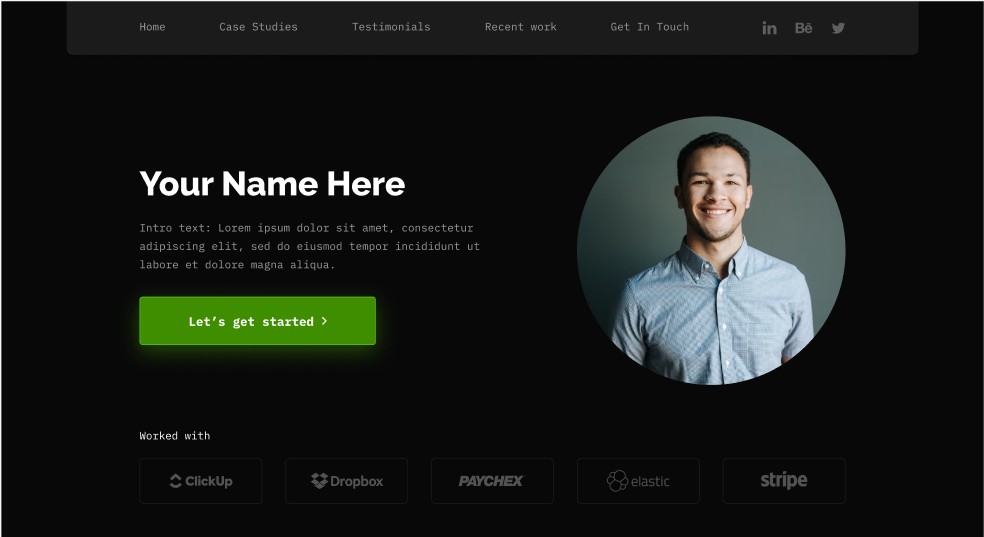 Home Case Studies Testimonials Recent work Get In Touch in Bē
Your Name Here
Intro text: Lorem ipsum dolor sit amet, consectetur
adipiscing elit, sed do eiusmod tempor incididunt ut
labore et dolore magna aliqua.
Let’s get started >
Worked with
ClickUp Dropbox PAYCHEX elastic stripe